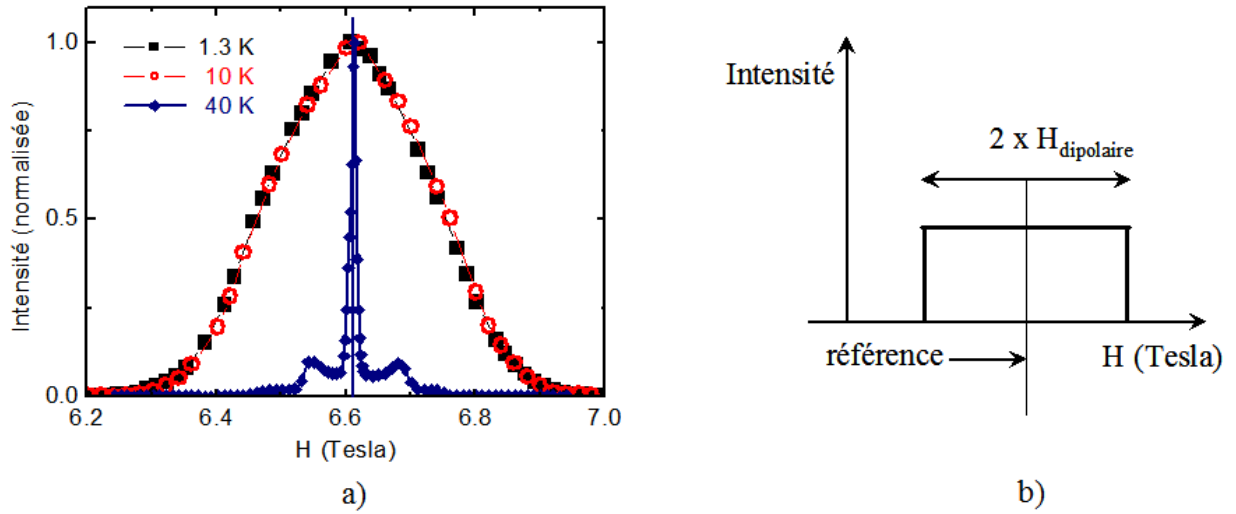 1.0
0.5
0.0
Intensité (normalisée)
1.3 K
10 K
40 K
6.2 6.4 6.6 6.8 7.0
H (Tesla)
a)
Intensité
2 x H dipolaire
référence
H (Tesla)
b)